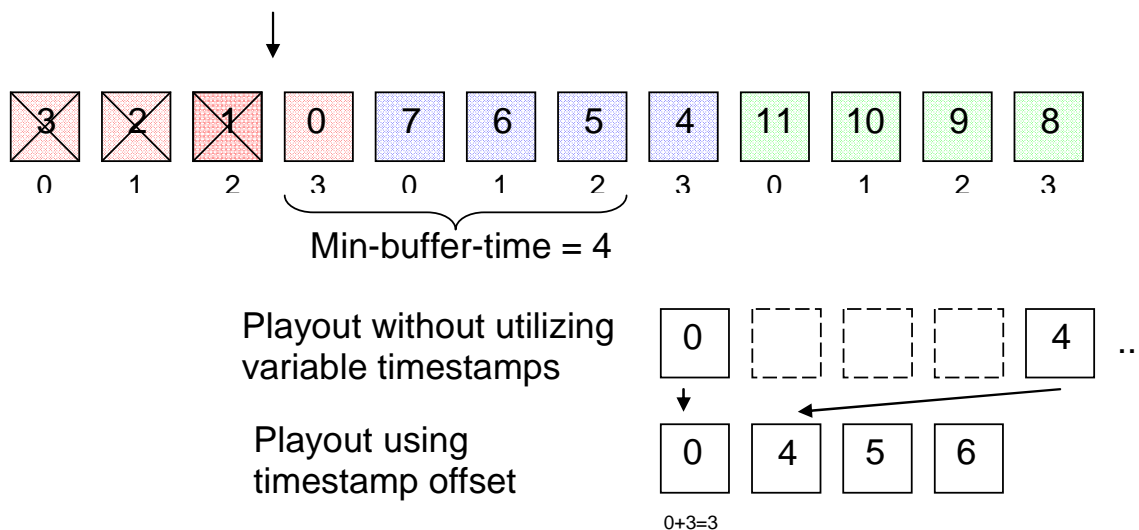 3 2 1 0 7 6 5 4 11 10 9 8
0 1 2 3 0 1 2 3 0 1 2 3
Min-buffer-time = 4
Playout without utilizing
variable timestamps
0 4 ..
Playout using
timestamp offset
0 4 5 6
0+3=3